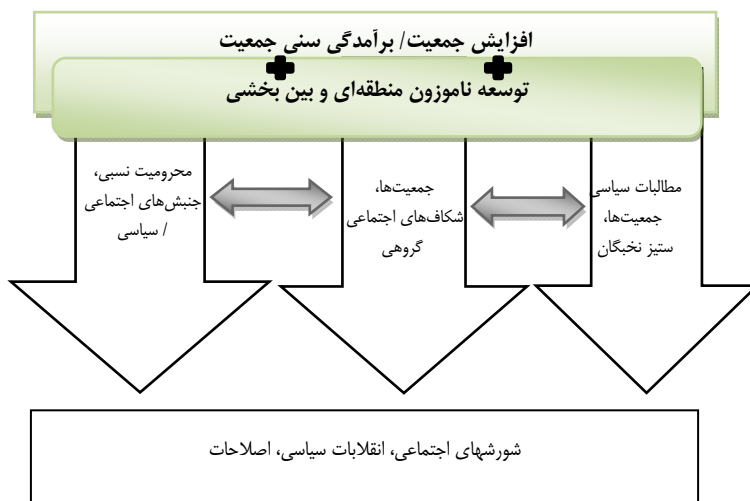 افزایش جمعیت/ برآمدگی سنی جمعیت
توسعه ناموزون منطقه‌ای و بین بخشی
مطالبات سیاسی
جمعیت‌ها،
ستیز نخبگان
جمعیت‌ها،
شکاف‌های اجتماعی
گروهی
محرومیت نسبی،
جنبش‌های اجتماعی
/ سیاسی
شورشهای اجتماعی، انقلابات سیاسی، اصلاحات